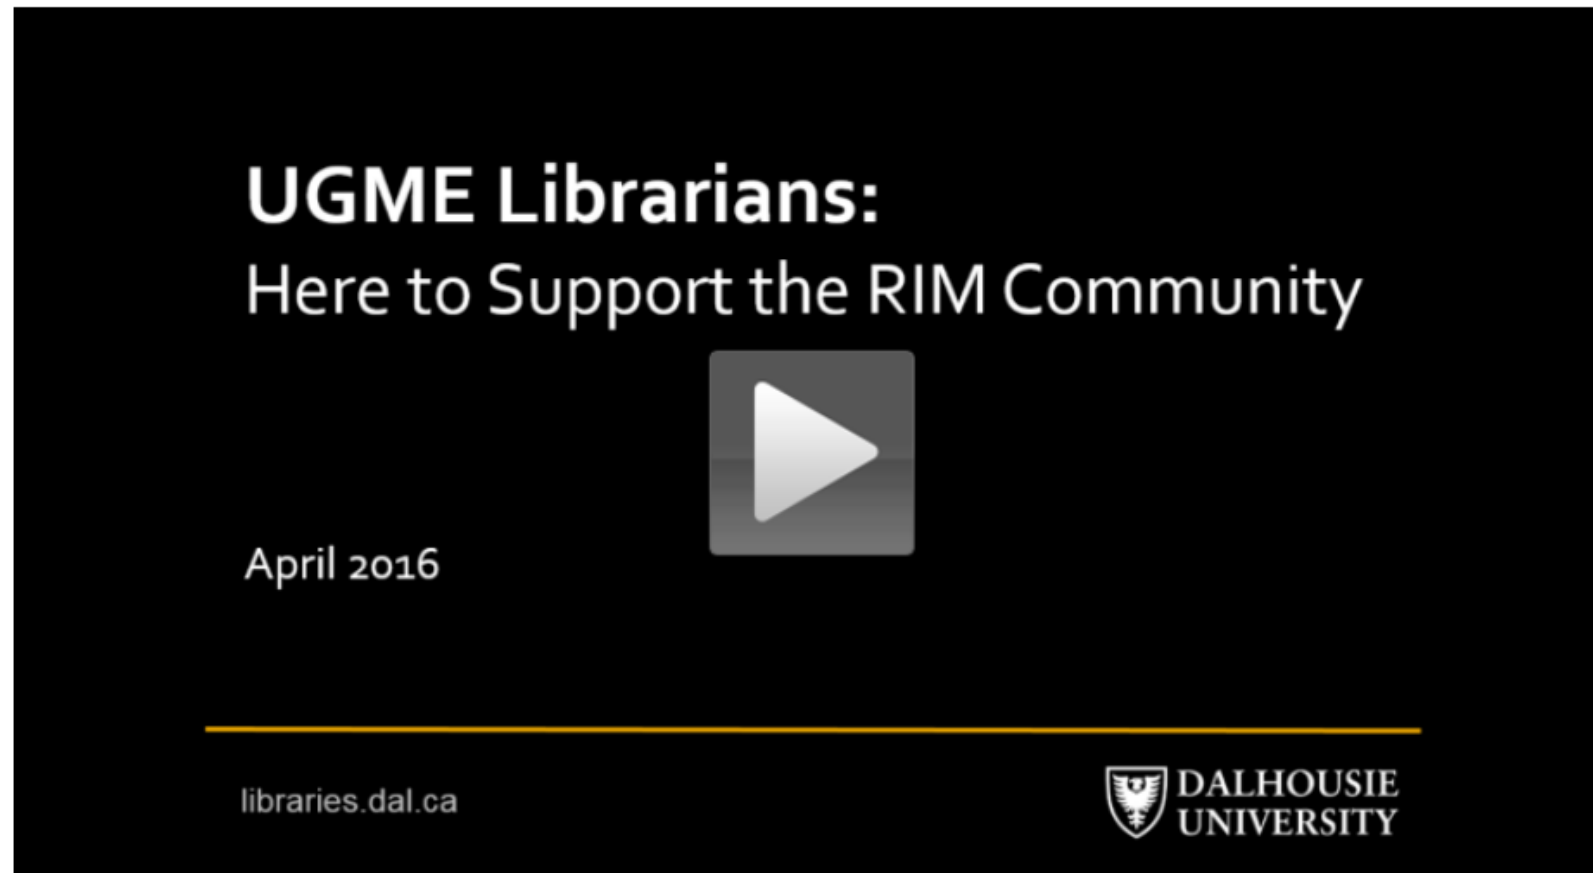 UGME Librarians:
Here to Support the RIM Community
April 2016
libraries.dal.ca
DALHOUSIE
UNIVERSITY